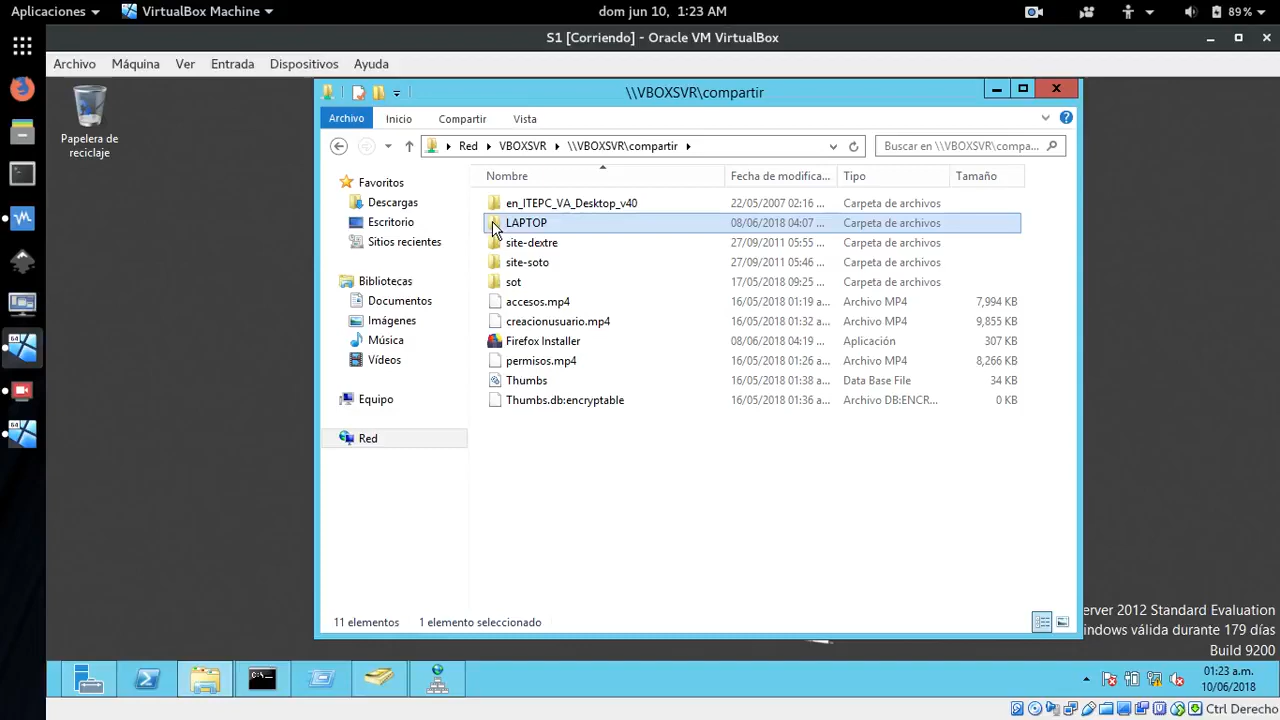 Aplicaciones VirtualBox Machine dom jun 10, 1:23 AM 89%
S1 [Corriendo] - Oracle VM VirtualBox
Archivo Máquina Ver Entrada Dispositivos Ayuda
Papelera de
reciclaje
\\VBOXSVR\compartir
Archivo Inicio Compartir Vista
Red VBOXSVR \\VBOXSVR\compartir Buscar en \\VBOXSVR\compa...
Nombre Fecha de modifica... Tipo Tamaño
Favoritos
Descargas
Escritorio
Sitios recientes
Bibliotecas
Documentos
Imágenes
Música
Vídeos
Equipo
Red
en_ITEPC_VA_Desktop_v40 22/05/2007 02:16 ... Carpeta de archivos
LAPTOP 08/06/2018 04:07 ... Carpeta de archivos
site-dextre 27/09/2011 05:55 ... Carpeta de archivos
site-soto 27/09/2011 05:46 ... Carpeta de archivos
sot 17/05/2018 09:25 ... Carpeta de archivos
accesos.mp4 16/05/2018 01:19 a... Archivo MP4 7,994 KB
creacionusuario.mp4 16/05/2018 01:32 a... Archivo MP4 9,855 KB
Firefox Installer 08/06/2018 04:19 ... Aplicación 307 KB
permisos.mp4 16/05/2018 01:26 a... Archivo MP4 8,266 KB
Thumbs 16/05/2018 01:38 a... Data Base File 34 KB
Thumbs.db:encryptable 16/05/2018 01:36 a... Archivo DB:ENCR... 0 KB
11 elementos 1 elemento seleccionado
erver 2012 Standard Evaluation
indows válida durante 179 días
Build 9200
01:23 a.m.
10/06/2018
Ctrl Derecho